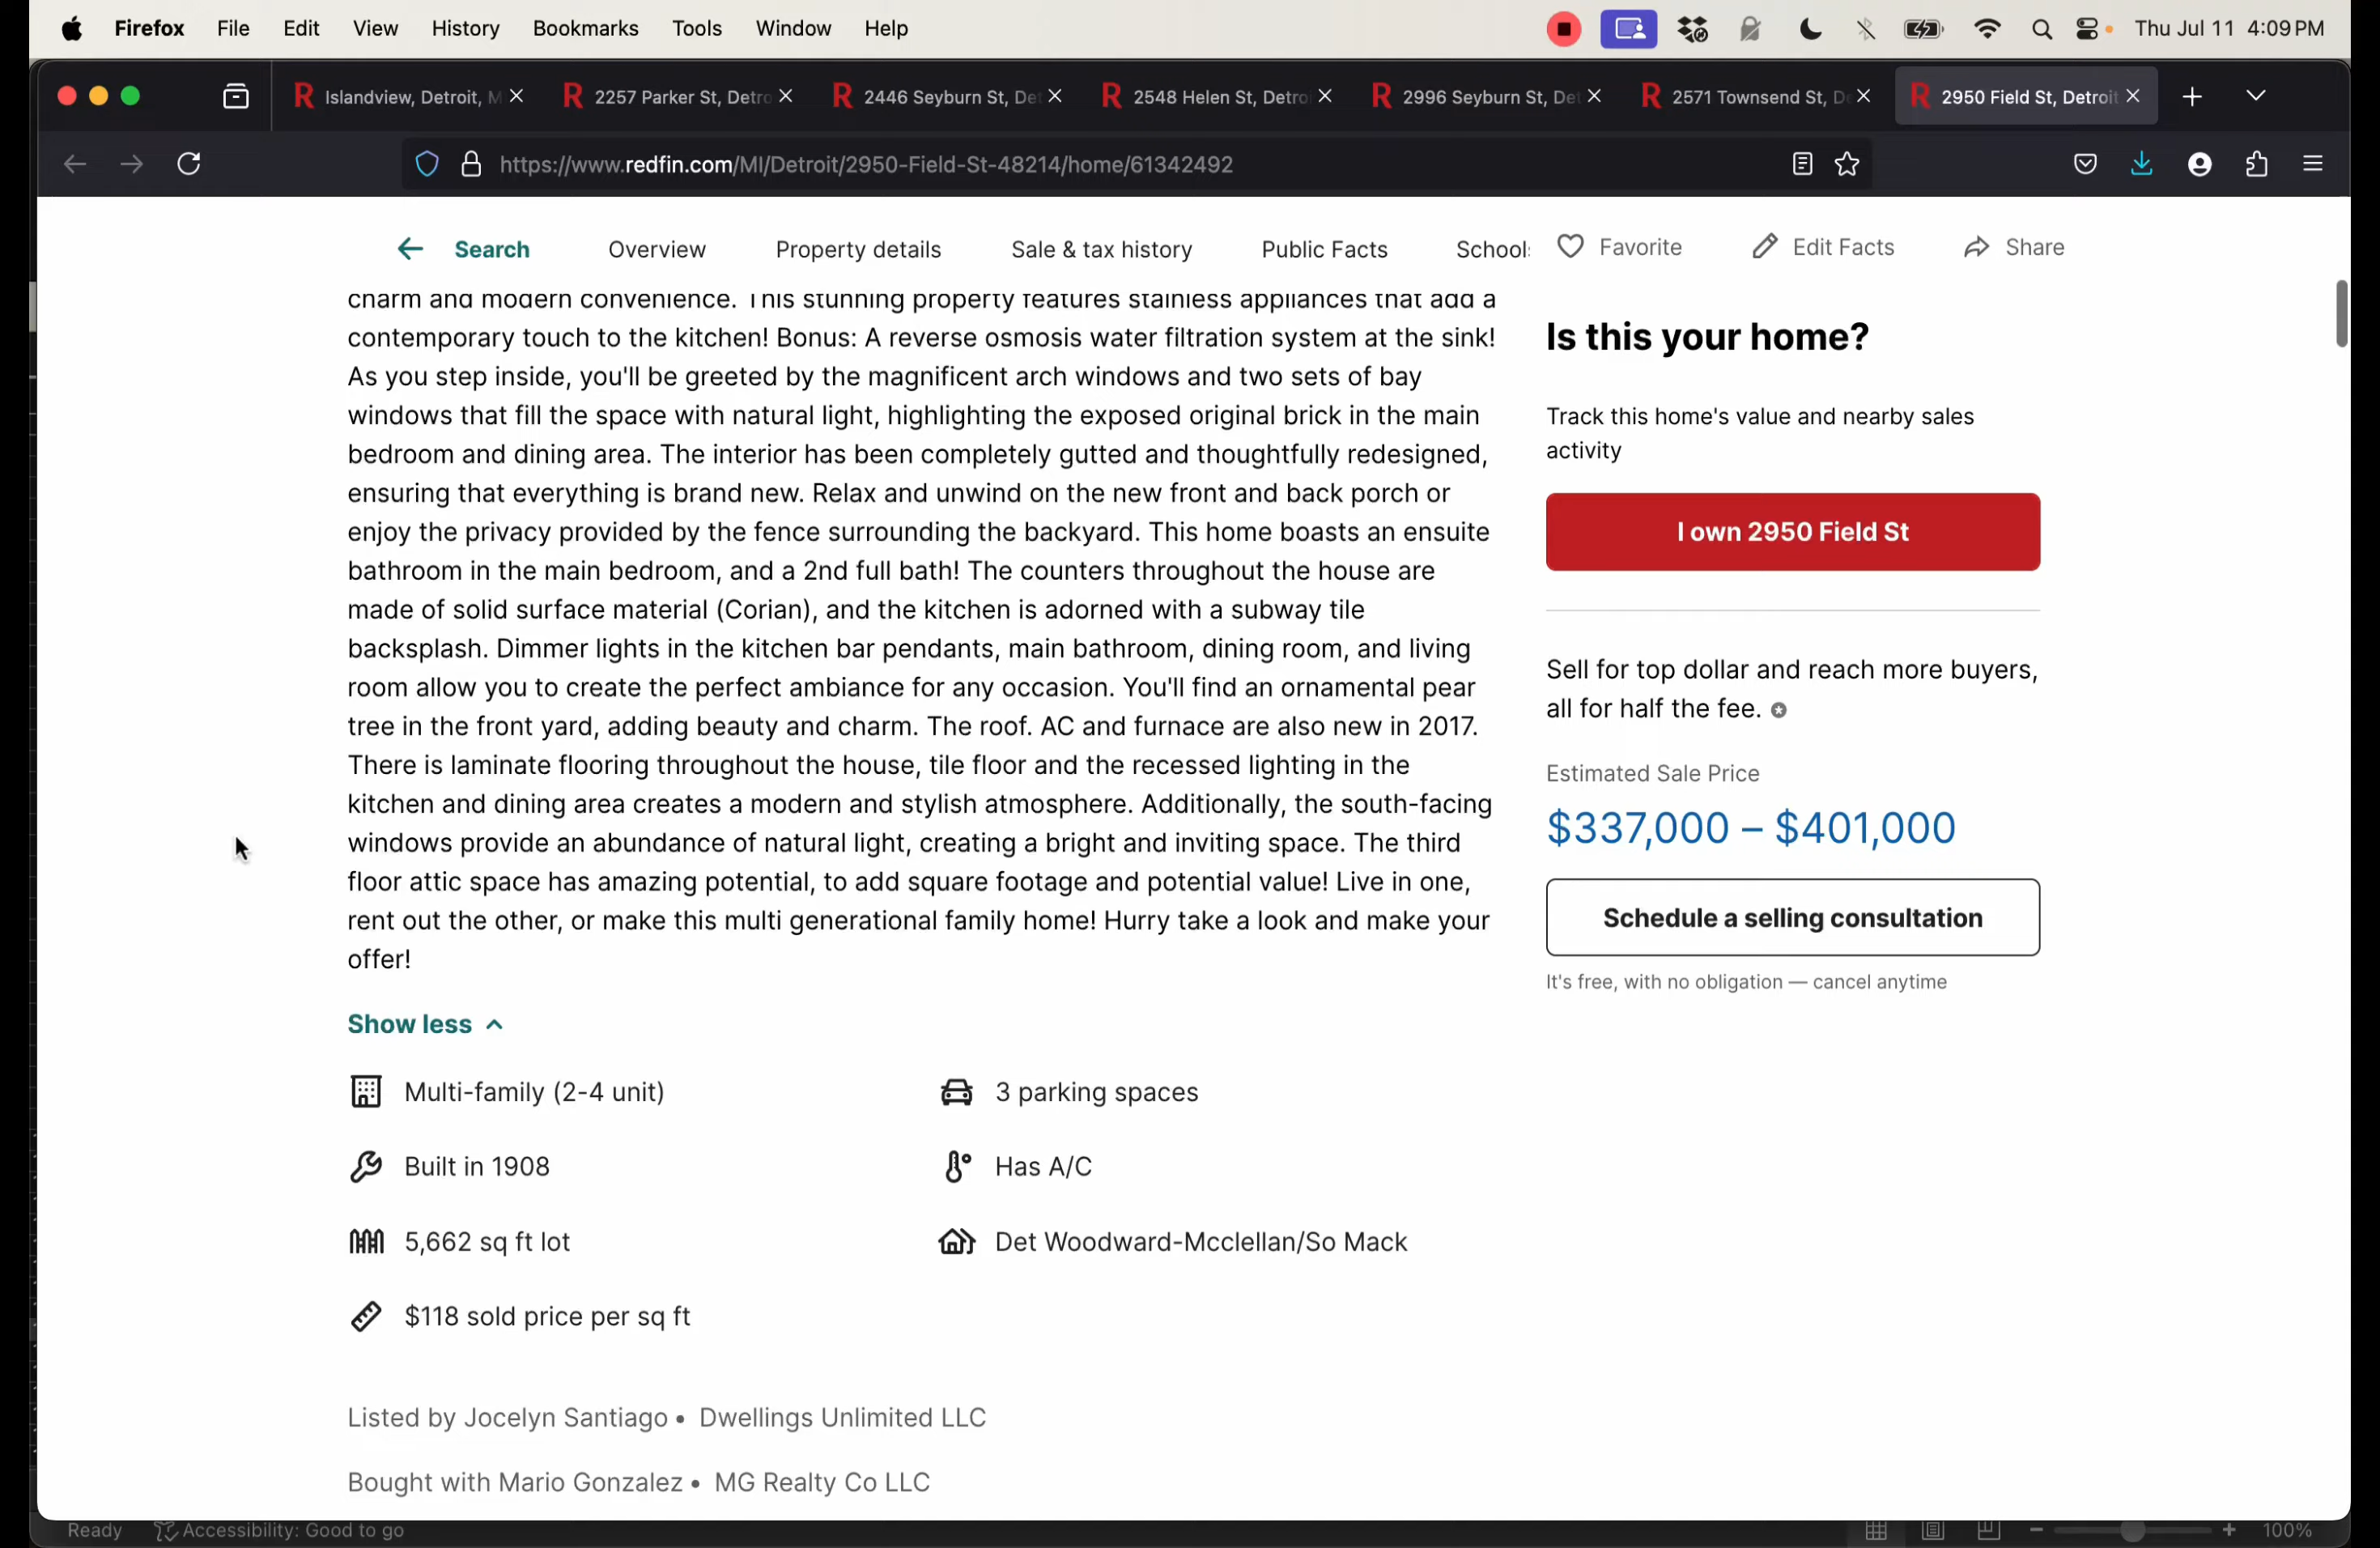 Firefox File Edit View History Bookmarks Tools Window Help Thu Jul 11 4:09 PM
Islandview, Detroit, M 2257 Parker St, Detro 2446 Seyburn St, De 2548 Helen St, Detro 2996 Seyburn St, Det 2571 Townsend St, D 2950 Field St, Detroit
https://www.redfin.com/MI/Detroit/2950-Field-St-48214/home/61342492
Search Overview Property details Sale & tax history Public Facts School Favorite Edit Facts Share
charm and modern convenience. This stunning property features stainless appliances that add a
contemporary touch to the kitchen! Bonus: A reverse osmosis water filtration system at the sink!
As you step inside, you'll be greeted by the magnificent arch windows and two sets of bay
windows that fill the space with natural light, highlighting the exposed original brick in the main
bedroom and dining area. The interior has been completely gutted and thoughtfully redesigned,
ensuring that everything is brand new. Relax and unwind on the new front and back porch or
enjoy the privacy provided by the fence surrounding the backyard. This home boasts an ensuite
bathroom in the main bedroom, and a 2nd full bath! The counters throughout the house are
made of solid surface material (Corian), and the kitchen is adorned with a subway tile
backsplash. Dimmer lights in the kitchen bar pendants, main bathroom, dining room, and living
room allow you to create the perfect ambiance for any occasion. You'll find an ornamental pear
tree in the front yard, adding beauty and charm. The roof. AC and furnace are also new in 2017.
There is laminate flooring throughout the house, tile floor and the recessed lighting in the
kitchen and dining area creates a modern and stylish atmosphere. Additionally, the south-facing
windows provide an abundance of natural light, creating a bright and inviting space. The third
floor attic space has amazing potential, to add square footage and potential value! Live in one,
rent out the other, or make this multi generational family home! Hurry take a look and make your
offer!
Show less
Multi-family (2-4 unit)
3 parking spaces
Built in 1908
Has A/C
5,662 sq ft lot
Det Woodward-Mcclellan/So Mack
$118 sold price per sq ft
Listed by Jocelyn Santiago • Dwellings Unlimited LLC
Bought with Mario Gonzalez • MG Realty Co LLC
Is this your home?
Track this home's value and nearby sales
activity
I own 2950 Field St
Sell for top dollar and reach more buyers,
all for half the fee.
Estimated Sale Price
$337,000 – $401,000
Schedule a selling consultation
It's free, with no obligation — cancel anytime
Ready Accessibility: Good to go 100%